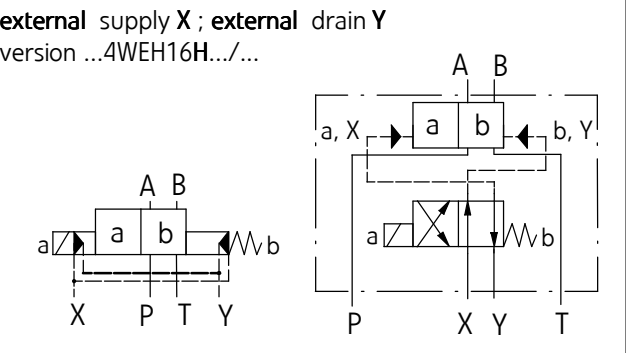 external supply X ; external drain Y
version ...4WEH16H.../...
A B
a, X a b b, Y
A B
a a b b
a b
X P T Y
P X Y T